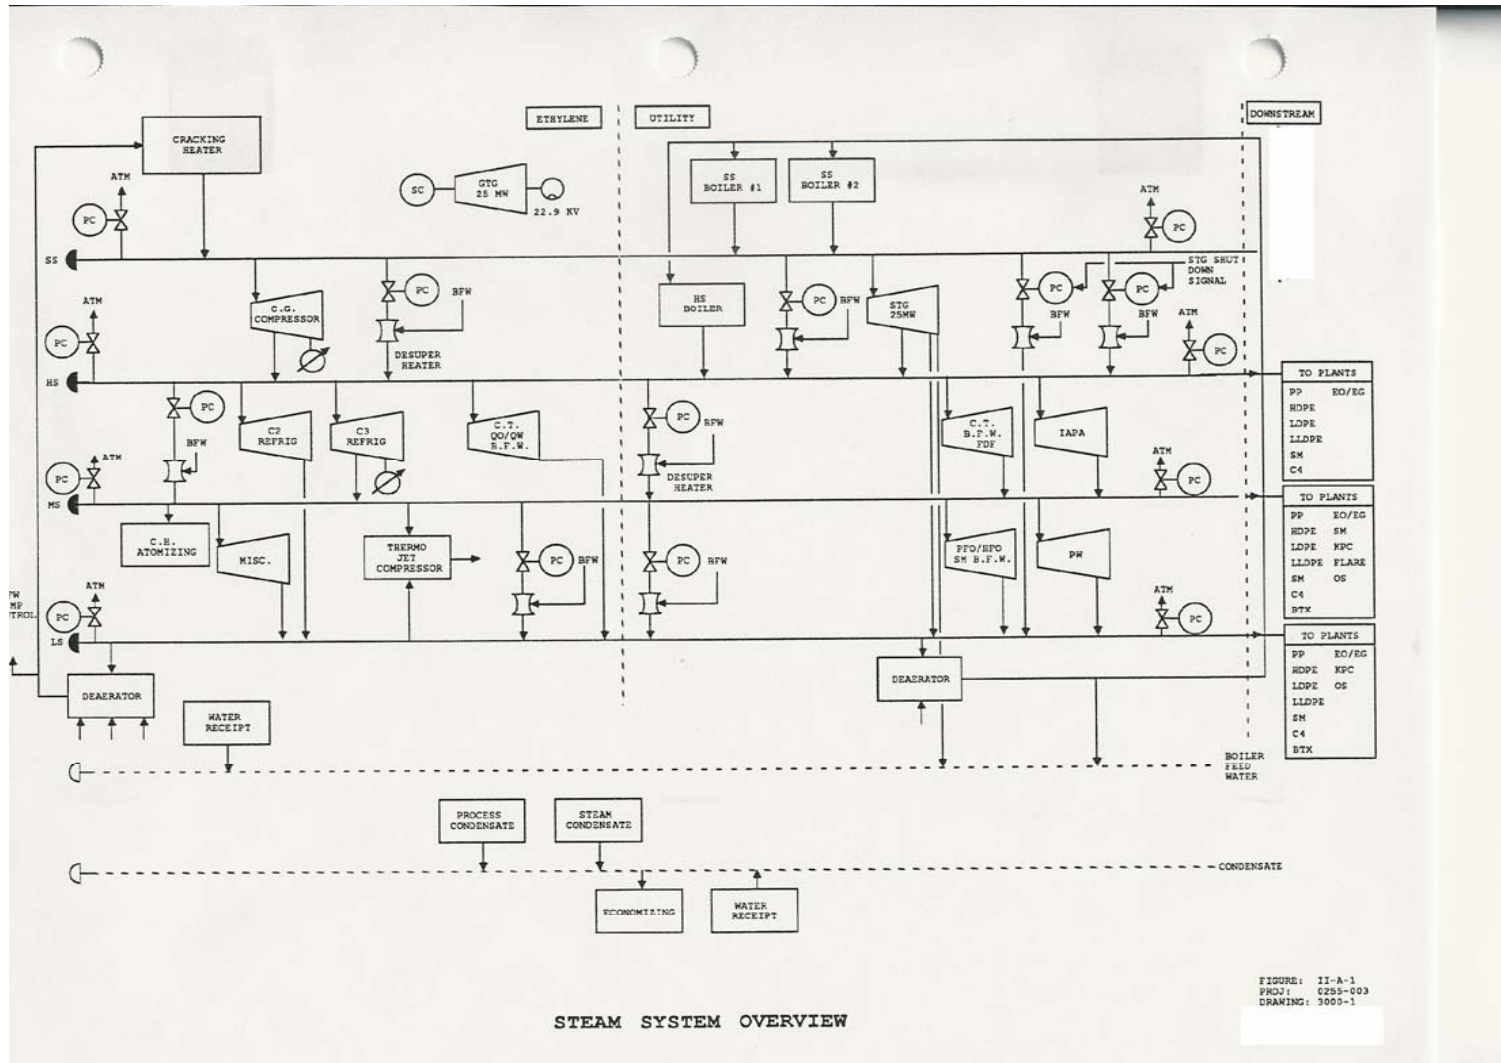 ETHYLENE
UTILITY
DOWNSTREAM
CRACKING
HEATER
ATM
PC
SC
GTG
25 MW
22.9 KV
SS
BOILER #1
SS
BOILER #2
ATM
PC
SS
STG SHUT
DOWN
SIGNAL
C.G.
COMPRESSOR
PC
BFW
DESUPER
HEATER
HS
BOILER
PC
BFW
STG
25MW
PC
BFW
PC
BFW
ATM
PC
ATM
PC
HS
TO PLANTS
PP EO/EG
HDPE
LDPE
LLDPE
SM
C4
PC
BFW
C2
REFRIG
C3
REFRIG
C.T.
QO/QW
B.F.W.
PC
BFW
DESUPER
HEATER
C.T.
B.F.W.
FDF
IAPA
ATM
PC
ATM
PC
MS
TO PLANTS
PP EO/EG
HDPE SM
LDPE KPC
LLDPE FLARE
SM OS
C4
BTX
C.H.
ATOMIZING
MISC.
THERMO
JET
COMPRESSOR
PC
BFW
PC
BFW
PFO/HFO
SM B.F.W.
PW
ATM
PC
ATM
PC
LS
TO PLANTS
PP EO/EG
HDPE KPC
LDPE OS
LLDPE
SM
C4
BTX
FW
MP
TROL
DEAERATOR
DEAERATOR
WATER
RECEIPT
BOILER
FEED
WATER
PROCESS
CONDENSATE
STEAM
CONDENSATE
CONDENSATE
ECONOMIZING
WATER
RECEIPT
FIGURE: II-A-1
PROJ: 0255-003
DRAWING: 3000-1
STEAM SYSTEM OVERVIEW